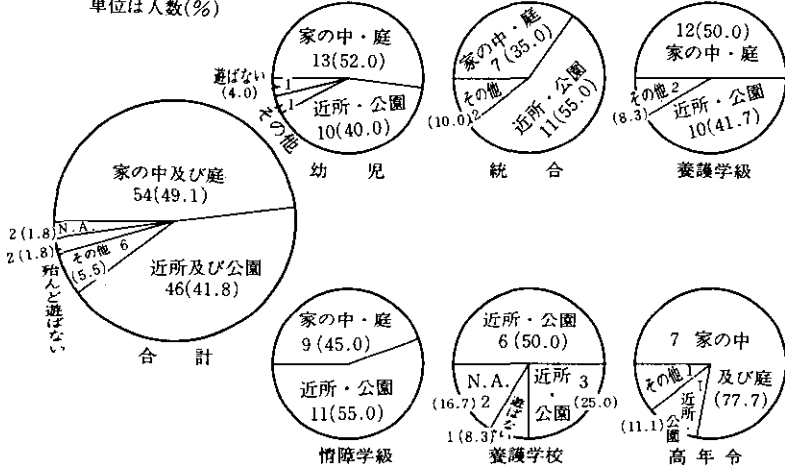 単位は人数(%)
家の中・庭
13(52.0)
遊ばない
(4.0)
1
1
その他
近所・公園
10(40.0)
幼児
家の中・庭
7(35.0)
その他
(10.0)2
近所・公園
11(55.0)
統合
12(50.0)
家の中・庭
その他2
(8.3)
近所・公園
10(41.7)
養護学級
家の中及び庭
54(49.1)
2(1.8)N.A.
2(1.8)
殆んど遊ばない
その他 6
(5.5)
近所及び公園
46(41.8)
合計
家の中・庭
9(45.0)
近所・公園
11(55.0)
情障学級
近所・公園
6(50.0)
N.A.
(16.7)2
1(8.3)
遊ばない
近所・公園
3
(25.0)
養護学校
7 家の中
及び庭
(77.7)
その他1
(11.1)
1
近所・公園
高年令